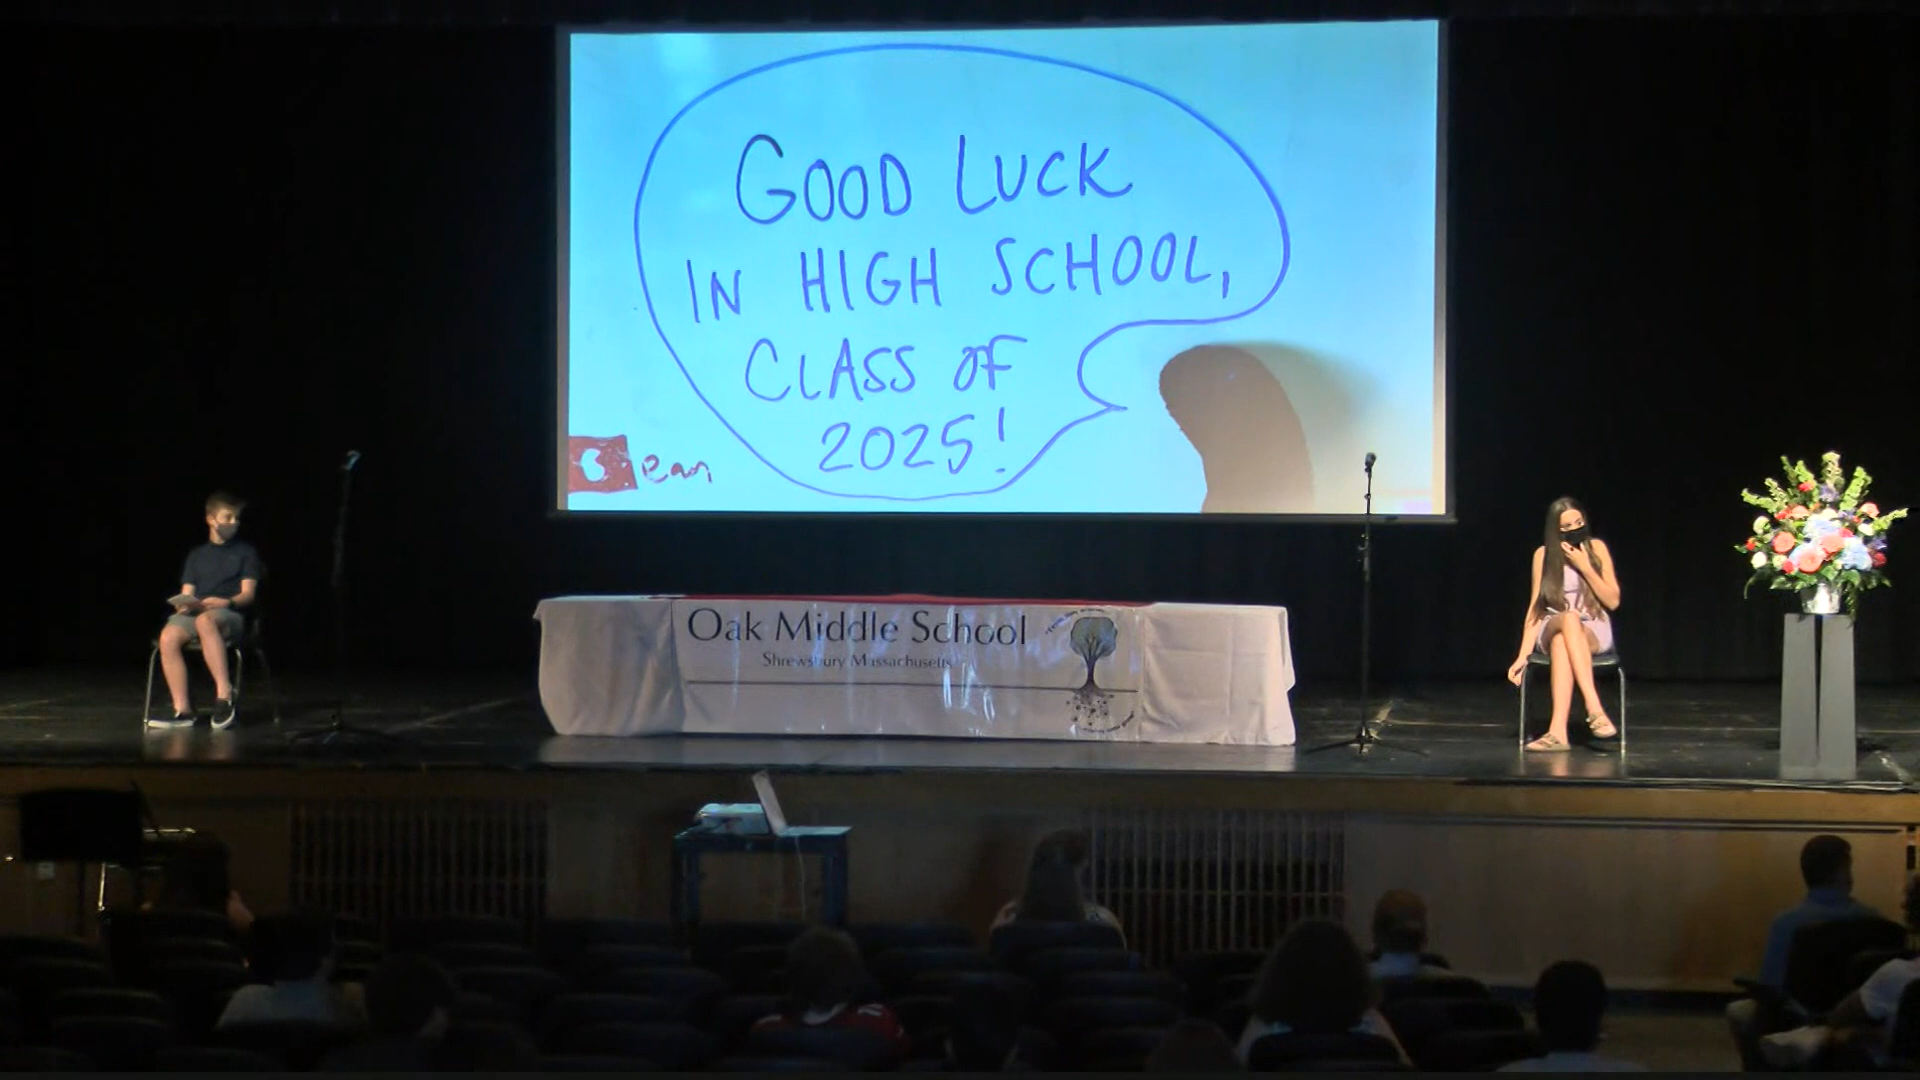 GOOD LUCK
IN HIGH SCHOOL,
CLASS OF
2025!
Oak Middle School
Shrewsbury Massachusetts